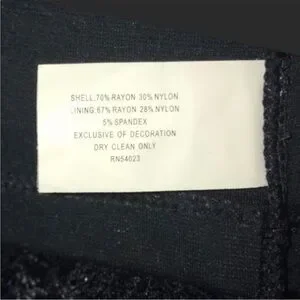 SHELL:70% RAYON 30% NYLON
LINING:67% RAYON 28% NYLON
5% SPANDEX
EXCLUSIVE OF DECORATION
DRY CLEAN ONLY
RN54023